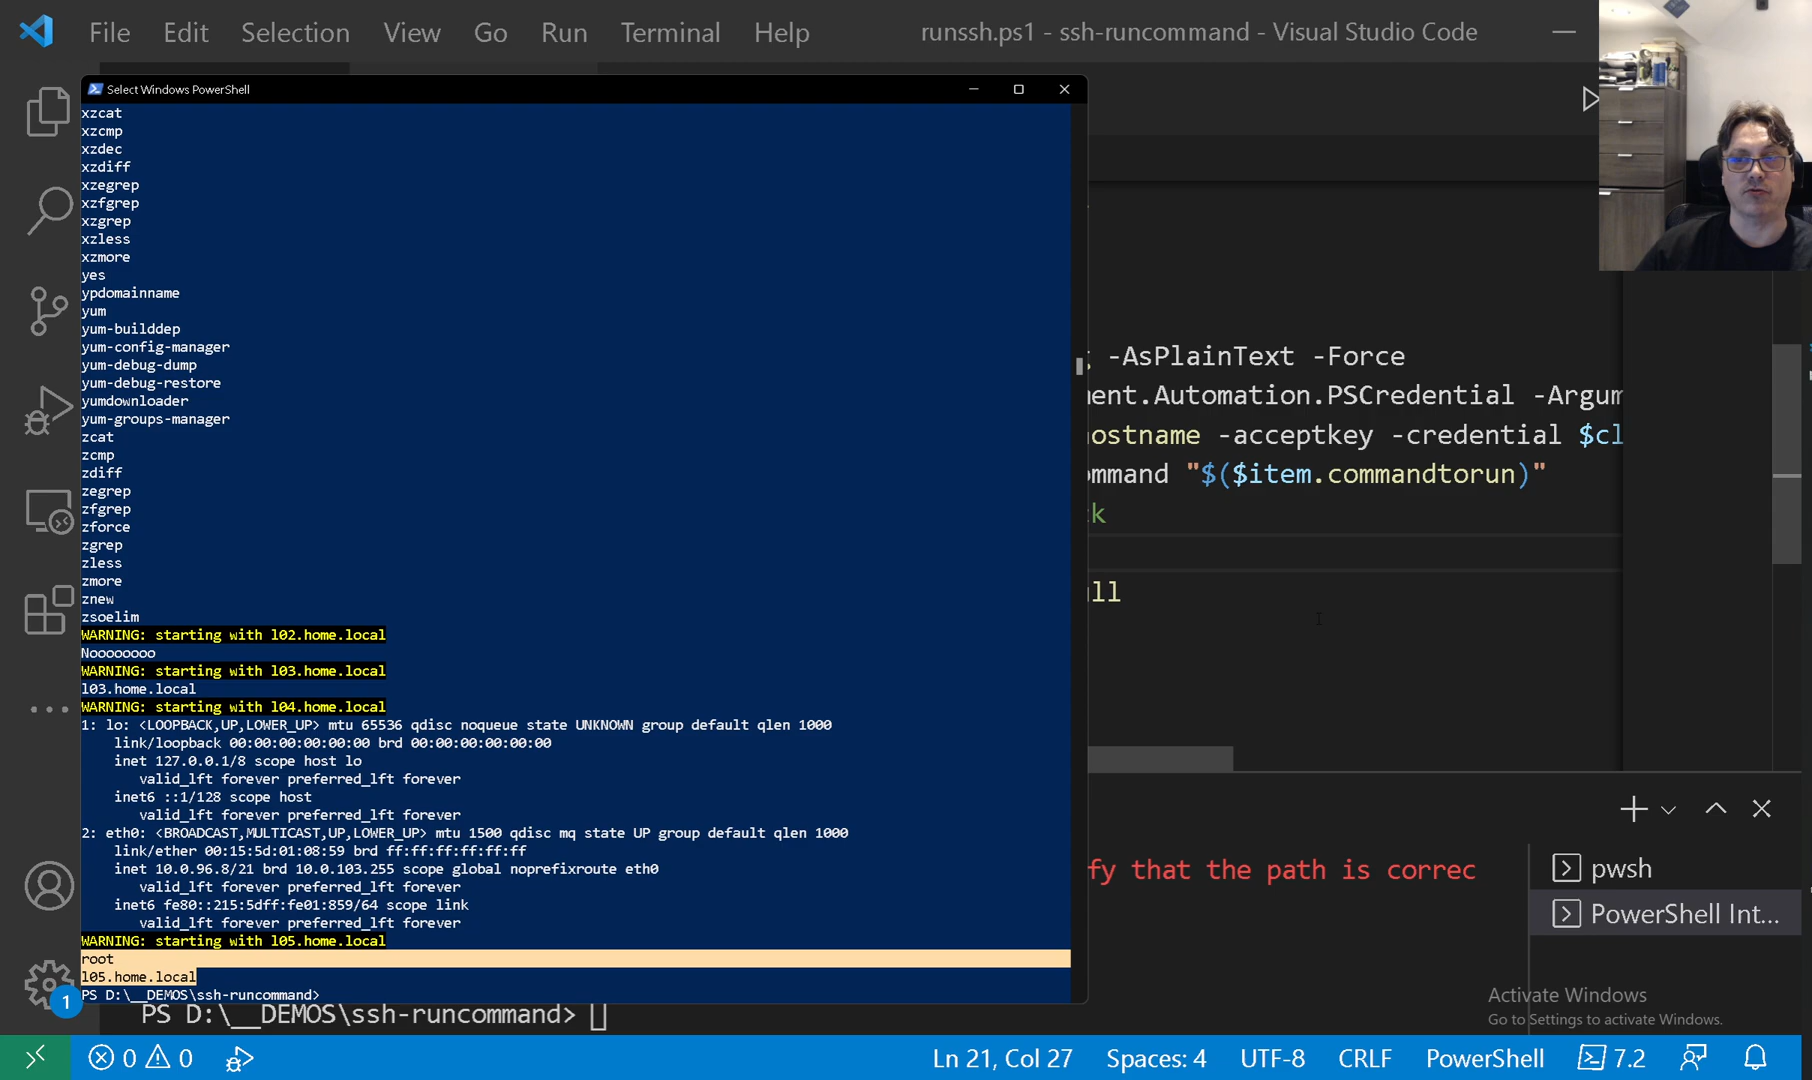 File Edit Selection View Go Run Terminal Help runssh.ps1 - ssh-runcommand - Visual Studio Code
Select Windows PowerShell
xzcat
xzcmp
xzdec
xzdiff
xzegrep
xzfgrep
xzgrep
xzless
xzmore
yes
ypdomainname
yum
yum-builddep
yum-config-manager
yum-debug-dump
yum-debug-restore
yumdownloader
yum-groups-manager
zcat
zcmp
zdiff
zegrep
zfgrep
zforce
zgrep
zless
zmore
znew
zsoelim
WARNING: starting with l02.home.local
Noooooooo
WARNING: starting with l03.home.local
l03.home.local
WARNING: starting with l04.home.local
1: lo: <LOOPBACK,UP,LOWER_UP> mtu 65536 qdisc noqueue state UNKNOWN group default qlen 1000
link/loopback 00:00:00:00:00:00 brd 00:00:00:00:00:00
inet 127.0.0.1/8 scope host lo
valid_lft forever preferred_lft forever
inet6 ::1/128 scope host
valid_lft forever preferred_lft forever
2: eth0: <BROADCAST,MULTICAST,UP,LOWER_UP> mtu 1500 qdisc mq state UP group default qlen 1000
link/ether 00:15:5d:01:08:59 brd ff:ff:ff:ff:ff:ff
inet 10.0.96.8/21 brd 10.0.103.255 scope global noprefixroute eth0
valid_lft forever preferred_lft forever
inet6 fe80::215:5dff:fe01:859/64 scope link
valid_lft forever preferred_lft forever
WARNING: starting with l05.home.local
root
l05.home.local
PS D:\__DEMOS\ssh-runcommand>
-AsPlainText -Force
ment.Automation.PSCredential -Argum
hostname -acceptkey -credential $cl
ommand "$($item.commandtorun)"
ck
ull
fy that the path is correc
pwsh
PowerShell Int...
PS D:\__DEMOS\ssh-runcommand>
Activate Windows
Go to Settings to activate Windows.
1
0 0 Ln 21, Col 27 Spaces: 4 UTF-8 CRLF PowerShell 7.2